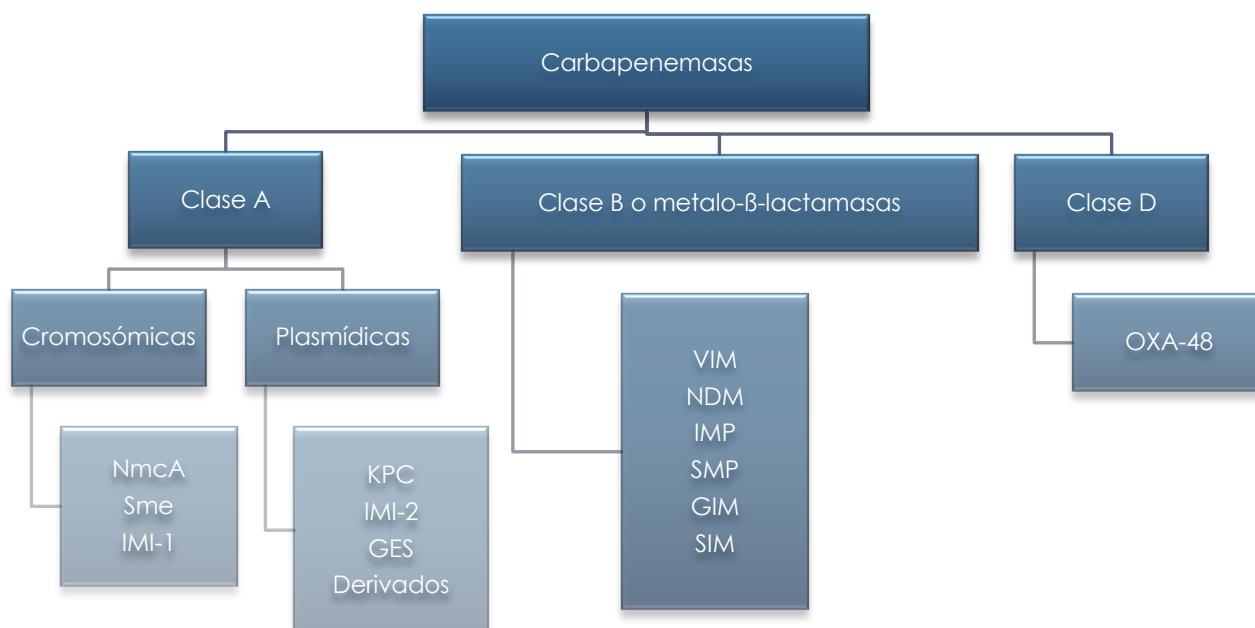 Carbapenemasas
Clase A
Clase B o metalo-ß-lactamasas
Clase D
Cromosómicas
Plasmídicas
NmcA
Sme
IMI-1
KPC
IMI-2
GES
Derivados
VIM
NDM
IMP
SMP
GIM
SIM
OXA-48